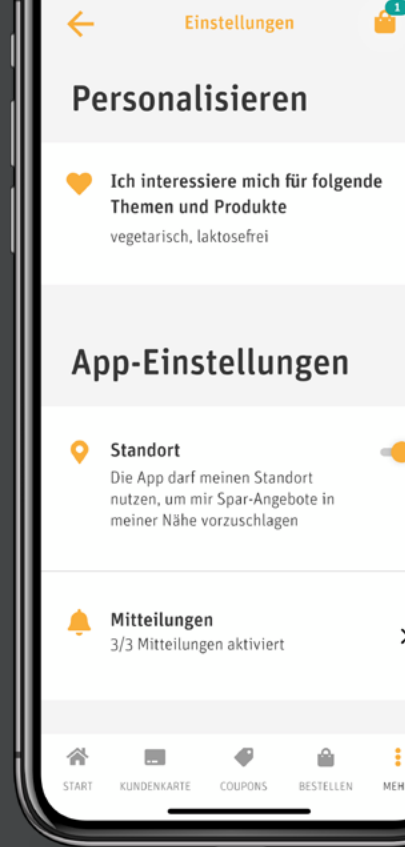 Einstellungen
1
Personalisieren
Ich interessiere mich für folgende
Themen und Produkte
vegetarisch, laktosefrei
App-Einstellungen
Standort
Die App darf meinen Standort
nutzen, um mir Spar-Angebote in
meiner Nähe vorzuschlagen
Mitteilungen
3/3 Mitteilungen aktiviert
START KUNDENKARTE COUPONS BESTELLEN MEH